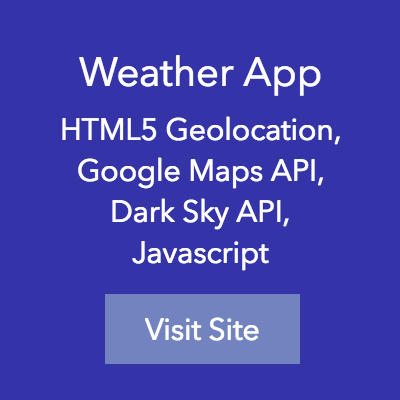 Weather App
HTML5 Geolocation,
Google Maps API,
Dark Sky API,
Javascript
Visit Site